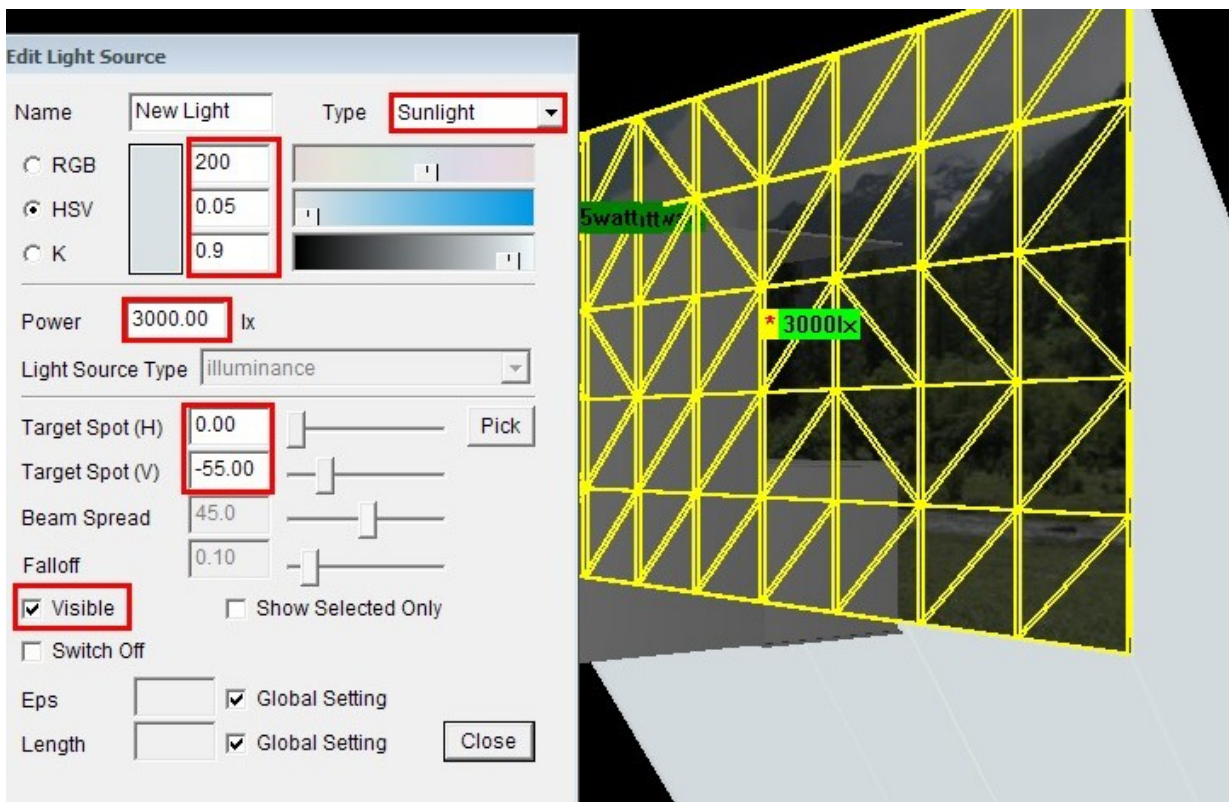 Edit Light Source
Name New Light Type Sunlight
RGB 200
HSV 0.05
K 0.9
Power 3000.00 lx
Light Source Type illuminance
Target Spot (H) 0.00 Pick
Target Spot (V) -55.00
Beam Spread 45.0
Falloff 0.10
Visible Show Selected Only
Switch Off
Eps Global Setting
Length Global Setting Close
5watt
* 3000lx